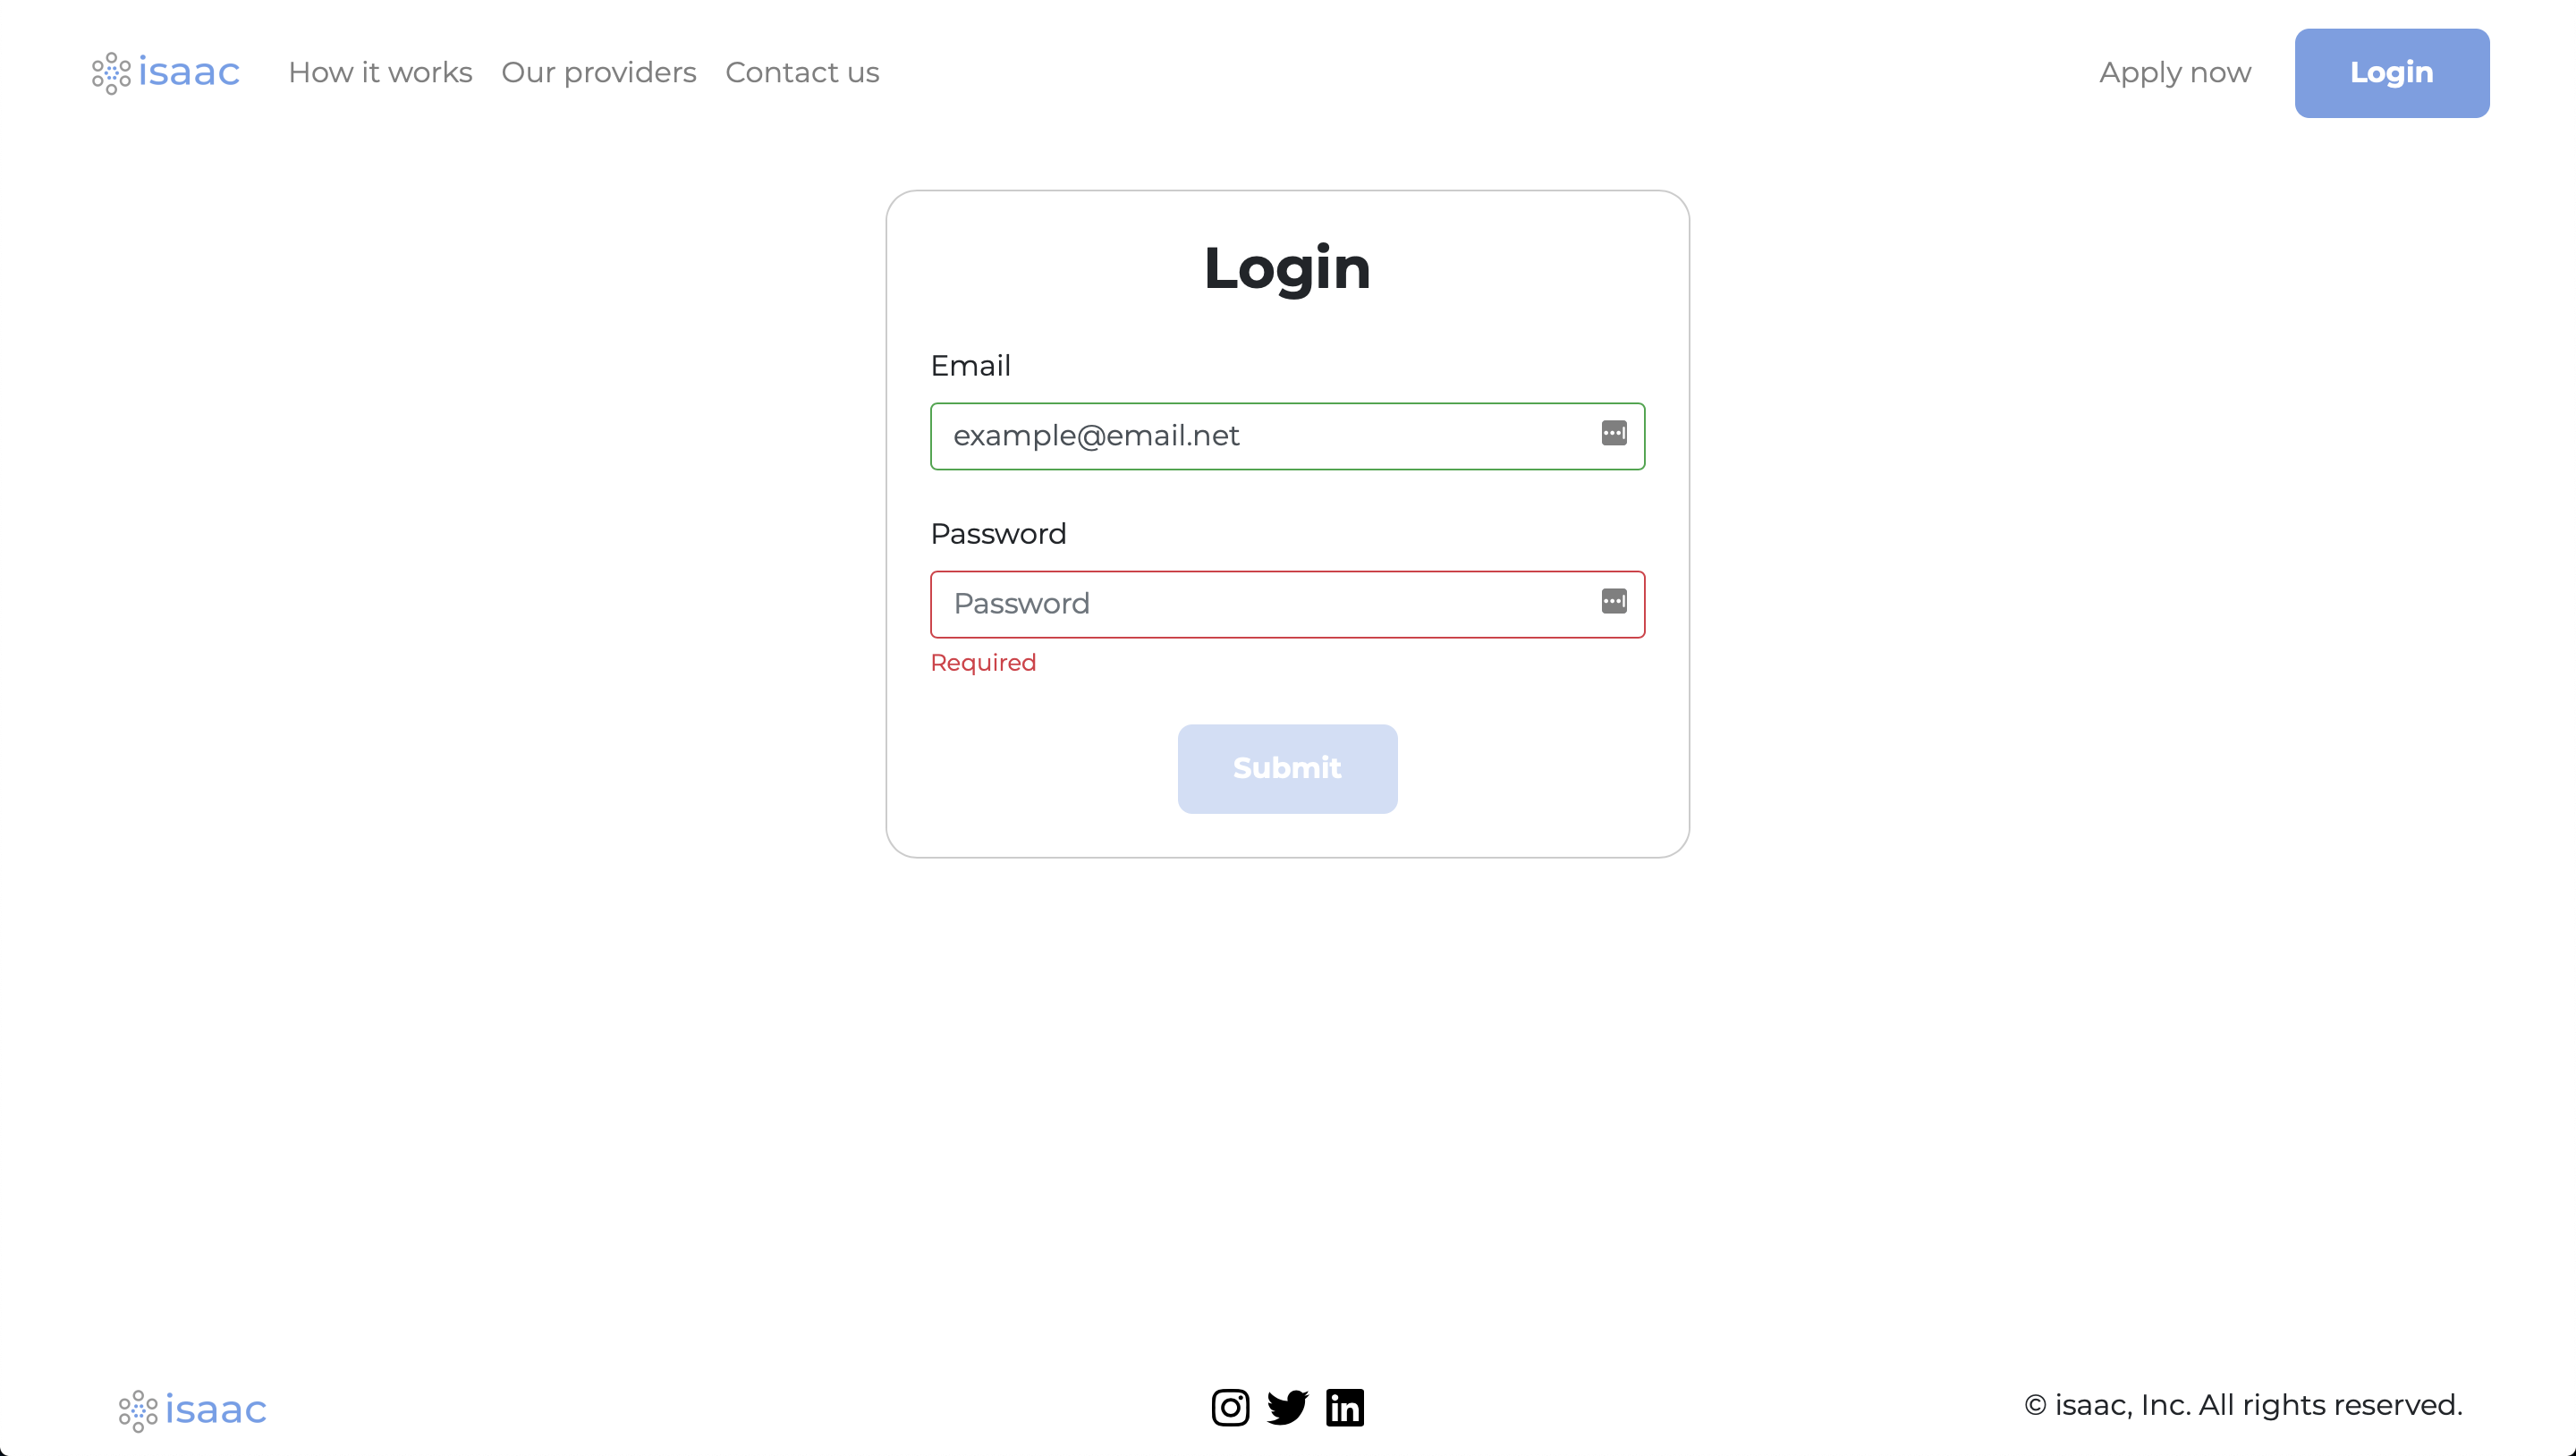 isaac How it works Our providers Contact us Apply now Login
Login
Email
example@email.net
Password
Password
Required
Submit
isaac © isaac, Inc. All rights reserved.